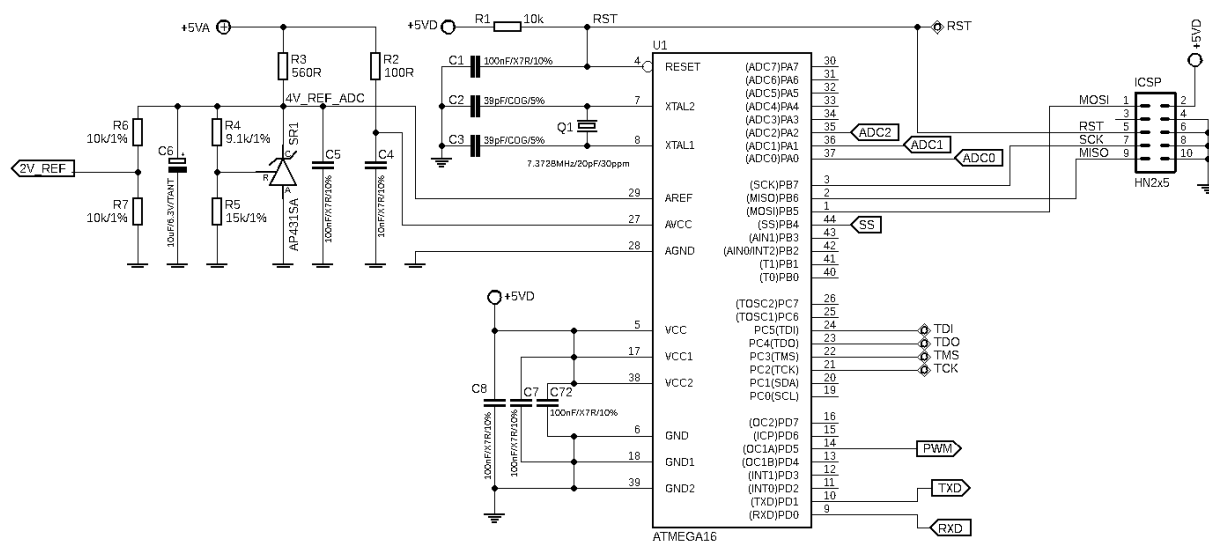 +5VA
R3
560R
R2
100R
4V_REF_ADC
R6
10k/1%
C6
10uF/6.3V/TANT
R4
9.1k/1%
SR1
C
R
A
AP431SA
C5
100nF/X7R/10%
C4
10nF/X7R/10%
2V_REF
R7
10k/1%
R5
15k/1%
+5VD
R1
10k
RST
RST
C1
100nF/X7R/10%
C2
39pF/COG/5%
C3
39pF/COG/5%
Q1
7.3728MHz/20pF/30ppm
U1
4 RESET
7 XTAL2
8 XTAL1
29 AREF
27 AVCC
28 AGND
5 VCC
17 VCC1
38 VCC2
6 GND
18 GND1
39 GND2
+5VD
C8
100nF/X7R/10%
C7
100nF/X7R/10%
C72
100nF/X7R/10%
(ADC7)PA7 30
(ADC6)PA6 31
(ADC5)PA5 32
(ADC4)PA4 33
(ADC3)PA3 34
(ADC2)PA2 35 ADC2
(ADC1)PA1 36 ADC1
(ADC0)PA0 37 ADC0
(SCK)PB7 3
(MISO)PB6 2
(MOSI)PB5 1
(SS)PB4 44 SS
(AIN1)PB3 43
(AIN0/INT2)PB2 42
(T1)PB1 41
(T0)PB0 40
(TOSC2)PC7 26
(TOSC1)PC6 25
PC5(TDI) 24 TDI
PC4(TDO) 23 TDO
PC3(TMS) 22 TMS
PC2(TCK) 21 TCK
PC1(SDA) 20
PC0(SCL) 19
(OC2)PD7 16
(ICP)PD6 15
(OC1A)PD5 14 PWM
(OC1B)PD4 13
(INT1)PD3 12
(INT0)PD2 11
(TXD)PD1 10 TXD
(RXD)PD0 9 RXD
ATMEGA16
+5VD
ICSP
MOSI 1 2
3 4
RST 5 6
SCK 7 8
MISO 9 10
HN2x5